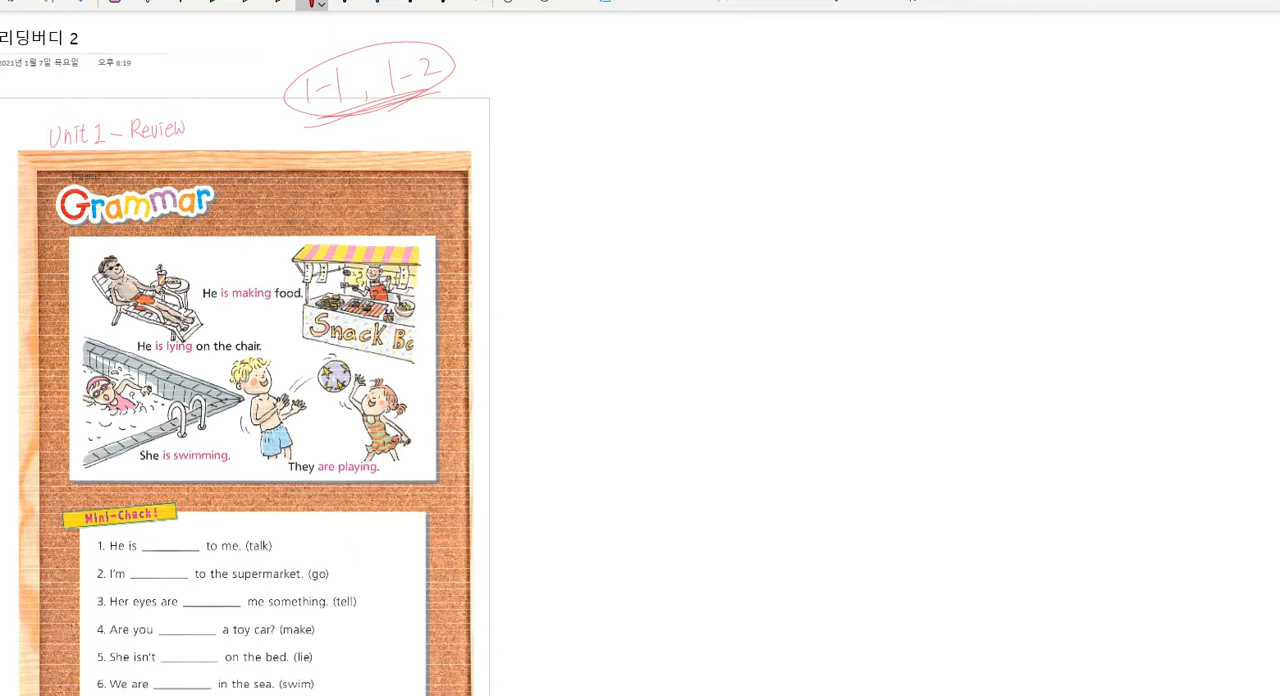 리딩버디 2
2021년 1월 7일 목요일 오후 6:19
1-1, 1-2
Unit 1 - Review
Grammar
He is making food.
Snack
He is lying on the chair.
She is swimming.
They are playing.
Mini-Check!
1. He is ________ to me. (talk)
2. I'm ________ to the supermarket. (go)
3. Her eyes are ________ me something. (tell)
4. Are you ________ a toy car? (make)
5. She isn't ________ on the bed. (lie)
6. We are ________ in the sea. (swim)